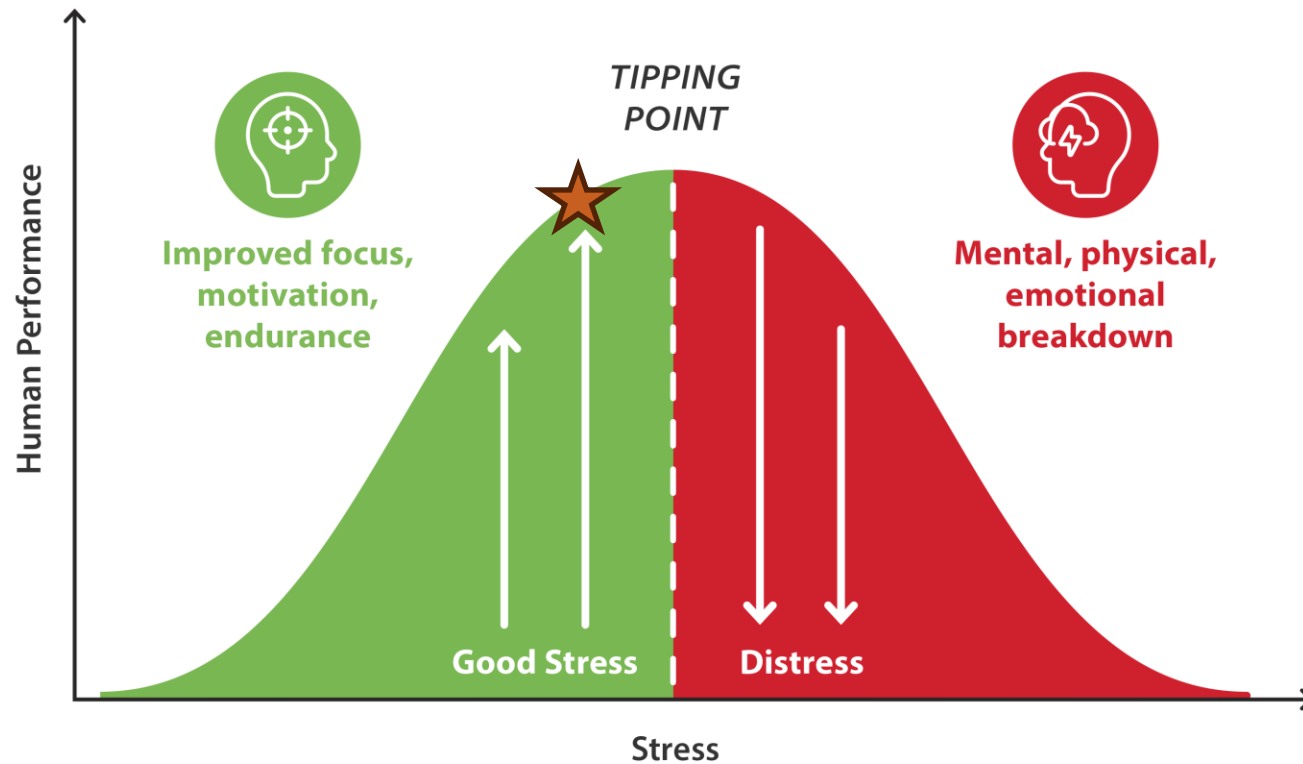 TIPPING
POINT
Human Performance
Improved focus,
motivation,
endurance
Mental, physical,
emotional
breakdown
Good Stress
Distress
Stress